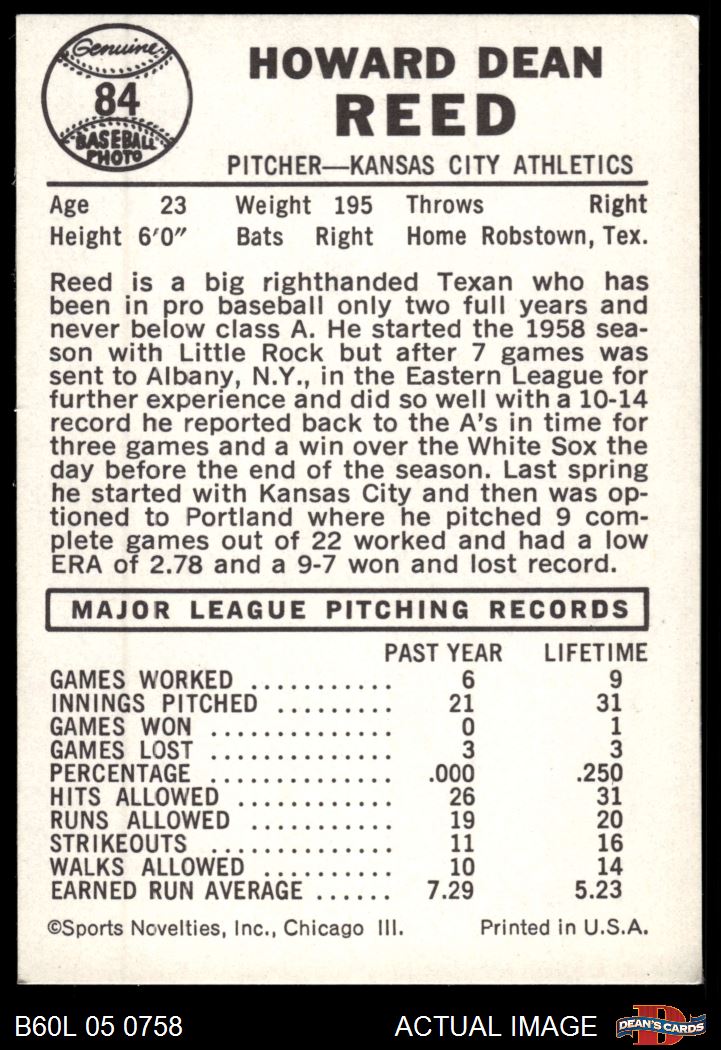 Genuine
84
BASEBALL
PHOTO
HOWARD DEAN
REED
PITCHER—KANSAS CITY ATHLETICS
Age 23 Weight 195 Throws Right
Height 6'0" Bats Right Home Robstown, Tex.
Reed is a big righthanded Texan who has
been in pro baseball only two full years and
never below class A. He started the 1958 sea-
son with Little Rock but after 7 games was
sent to Albany, N.Y., in the Eastern League for
further experience and did so well with a 10-14
record he reported back to the A's in time for
three games and a win over the White Sox the
day before the end of the season. Last spring
he started with Kansas City and then was op-
tioned to Portland where he pitched 9 com-
plete games out of 22 worked and had a low
ERA of 2.78 and a 9-7 won and lost record.
MAJOR LEAGUE PITCHING RECORDS
PAST YEAR LIFETIME
GAMES WORKED ........... 6 9
INNINGS PITCHED ......... 21 31
GAMES WON .............. 0 1
GAMES LOST .............. 3 3
PERCENTAGE .............. .000 .250
HITS ALLOWED ............ 26 31
RUNS ALLOWED ........... 19 20
STRIKEOUTS .............. 11 16
WALKS ALLOWED .......... 10 14
EARNED RUN AVERAGE ...... 7.29 5.23
©Sports Novelties, Inc., Chicago Ill. Printed in U.S.A.
B60L 05 0758 ACTUAL IMAGE DEAN'S CARDS